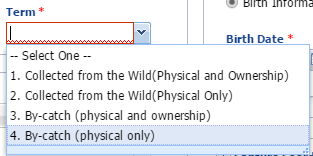 Term *
Birth Informa
-- Select One --
Birth Date *
1. Collected from the Wild(Physical and Ownership)
2. Collected from the Wild(Physical Only)
3. By-catch (physical and ownership)
4. By-catch (physical only)